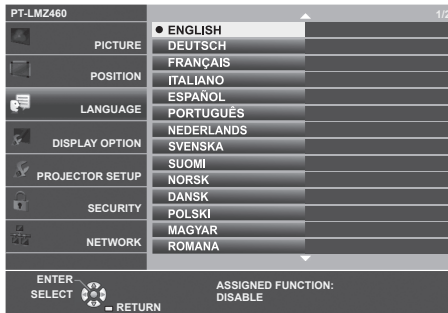 PT-LMZ460
1/2
PICTURE
POSITION
LANGUAGE
DISPLAY OPTION
PROJECTOR SETUP
SECURITY
NETWORK
ENGLISH
DEUTSCH
FRANÇAIS
ITALIANO
ESPAÑOL
PORTUGUÊS
NEDERLANDS
SVENSKA
SUOMI
NORSK
DANSK
POLSKI
MAGYAR
ROMANA
ENTER
SELECT
RETURN
ASSIGNED FUNCTION:
DISABLE